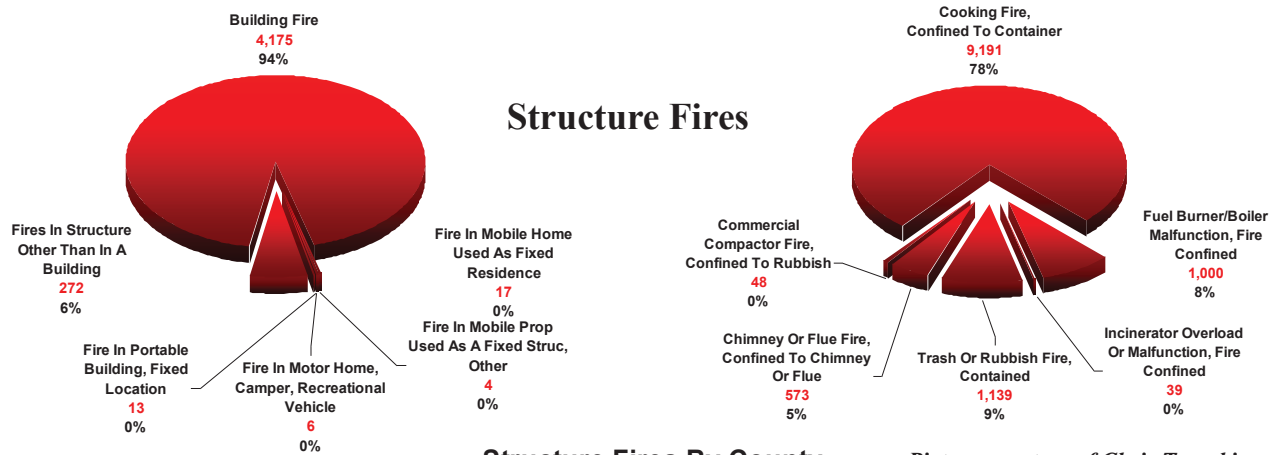 Building Fire
4,175
94%
Cooking Fire,
Confined To Container
9,191
78%
Structure Fires
Fires In Structure
Other Than In A
Building
272
6%
Fire In Mobile Home
Used As Fixed
Residence
17
0%
Fire In Mobile Prop
Used As A Fixed Struc,
Other
4
0%
Fire In Portable
Building, Fixed
Location
13
0%
Fire In Motor Home,
Camper, Recreational
Vehicle
6
0%
Commercial
Compactor Fire,
Confined To Rubbish
48
0%
Fuel Burner/Boiler
Malfunction, Fire
Confined
1,000
8%
Chimney Or Flue Fire,
Confined To Chimney
Or Flue
573
5%
Trash Or Rubbish Fire,
Contained
1,139
9%
Incinerator Overload
Or Malfunction, Fire
Confined
39
0%
Structure Fires By County